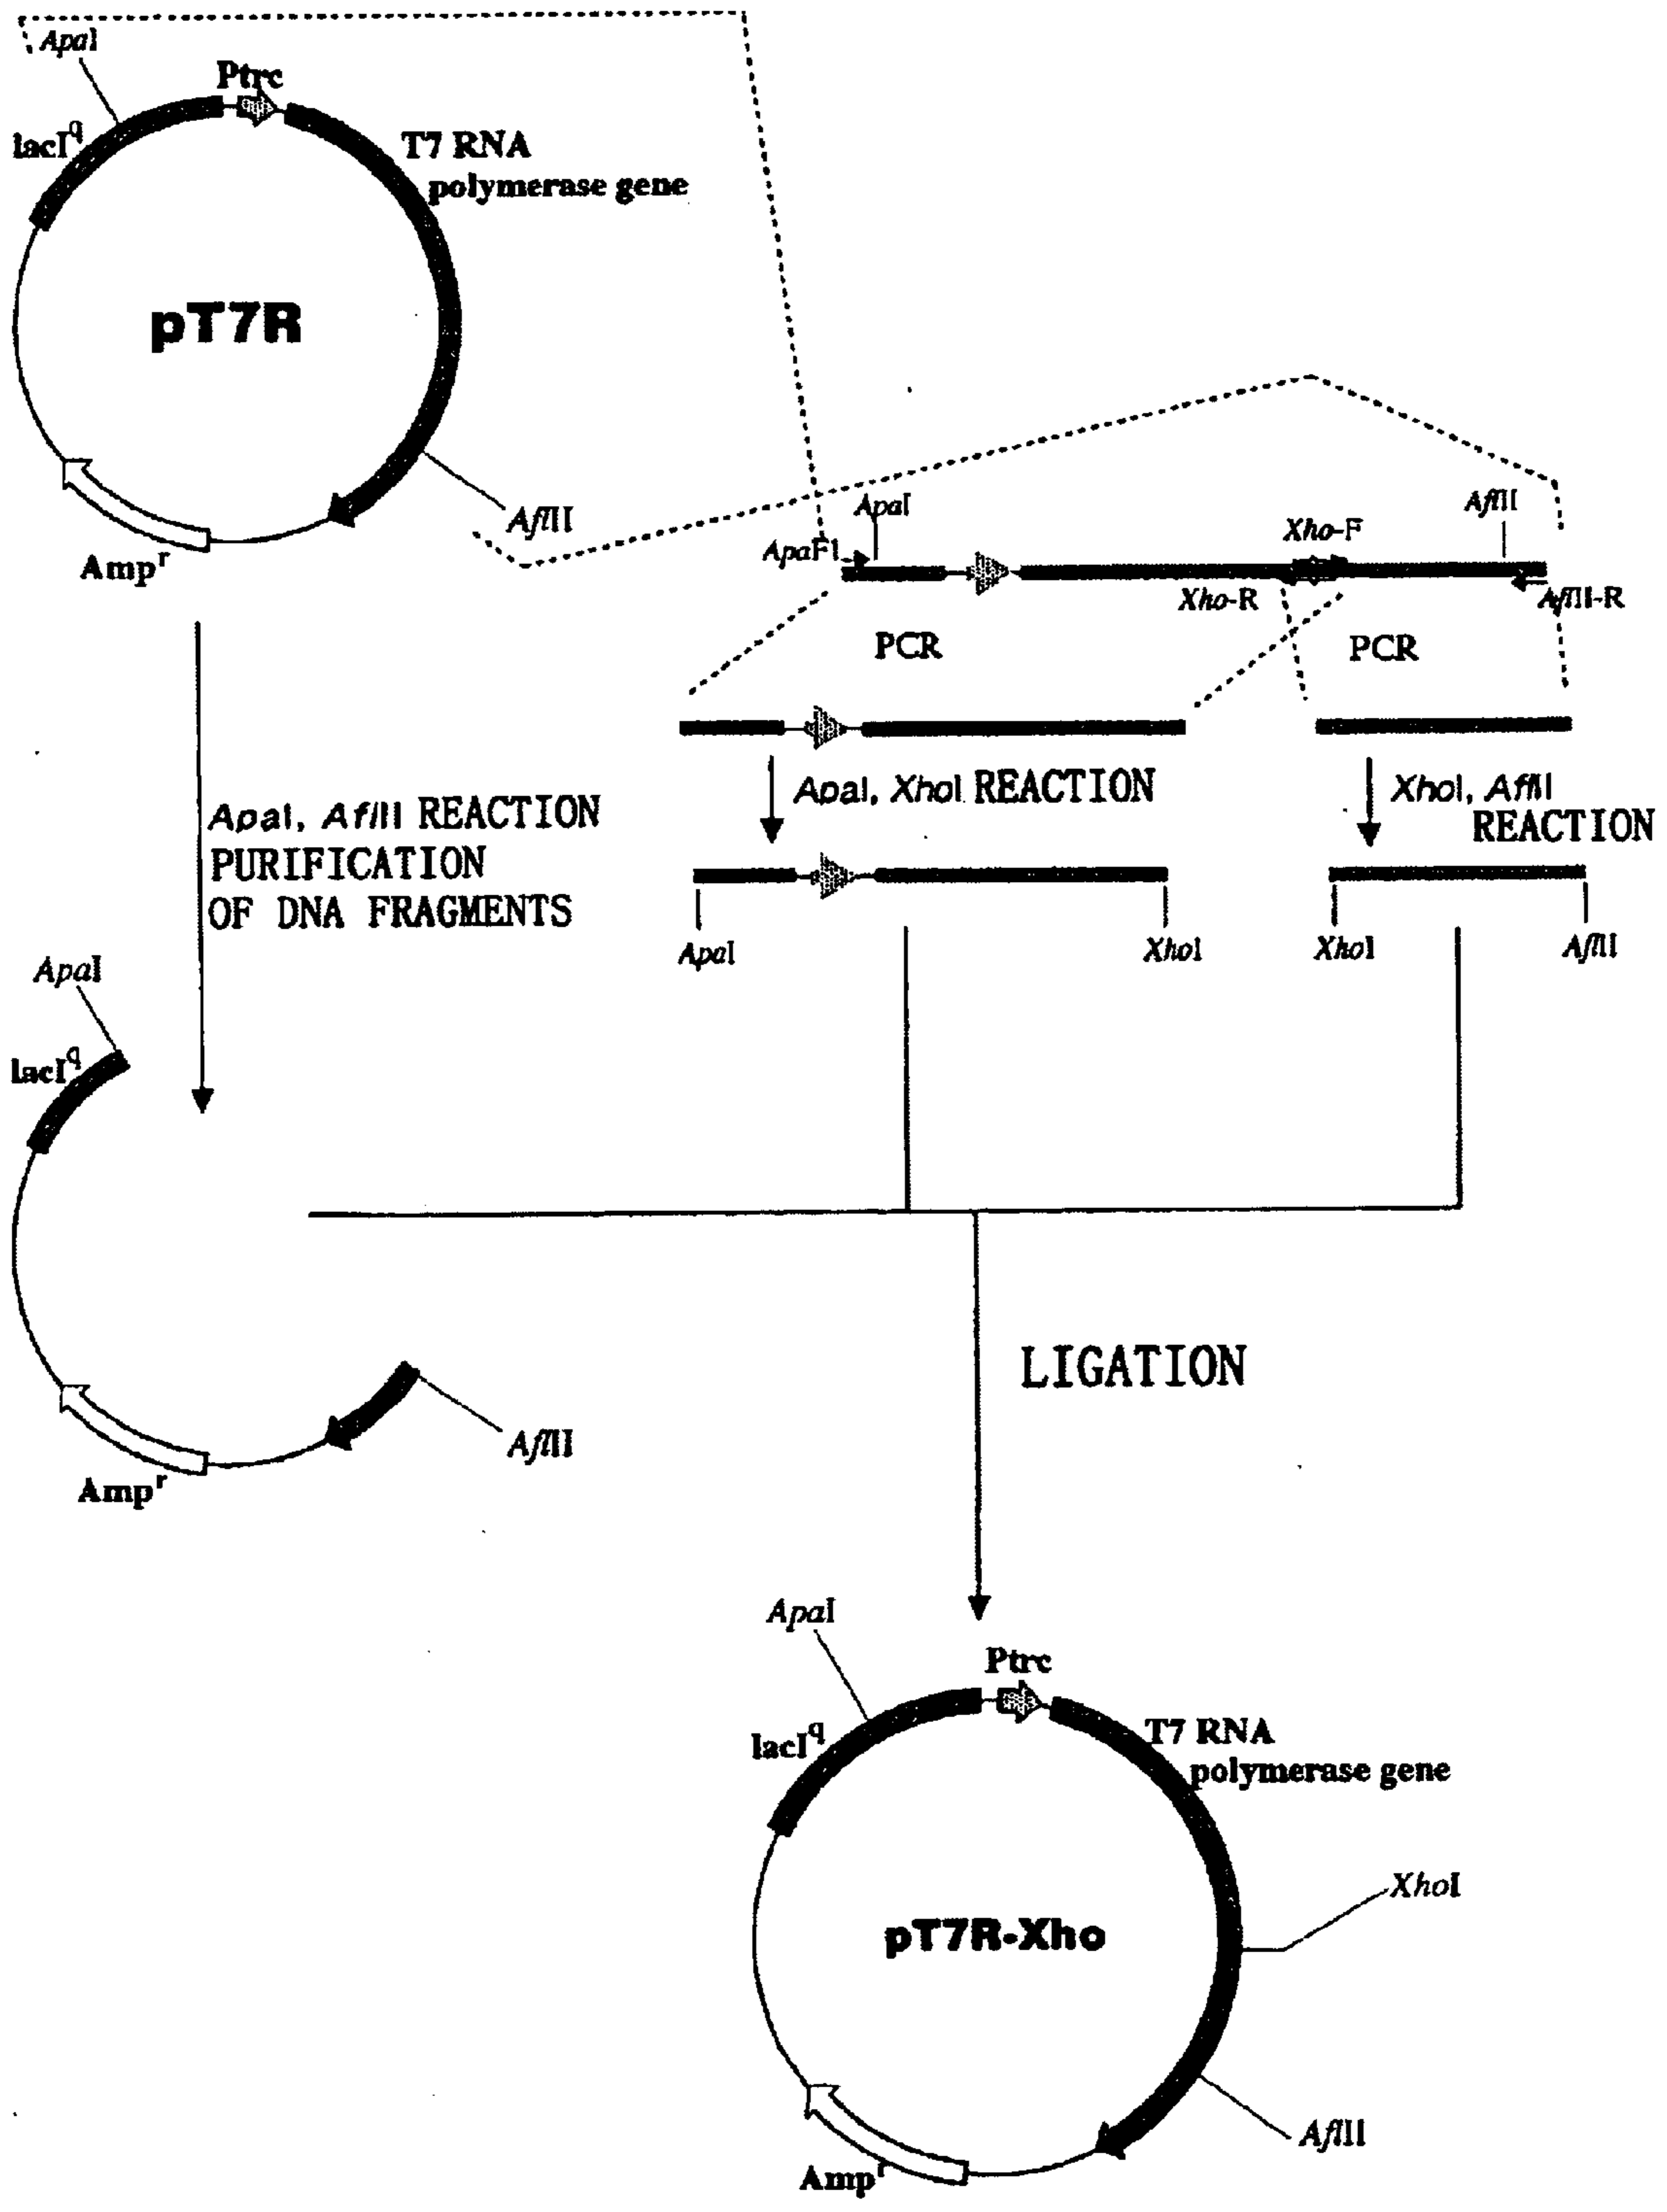 ApaI
Ptrc
lacI^q
T7 RNA
polymerase gene
pT7R
AflII
Amp^r
ApaI
AflII
ApaF1
Xho-F
Xho-R
AflII-R
PCR
PCR
ApaI, XhoI REACTION
XhoI, AflII
REACTION
ApaI, AflII REACTION
PURIFICATION
OF DNA FRAGMENTS
ApaI
XhoI
XhoI
AflII
ApaI
lacI^q
AflII
Amp^r
LIGATION
ApaI
Ptrc
lacI^q
T7 RNA
polymerase gene
XhoI
pT7R-Xho
AflII
Amp^r